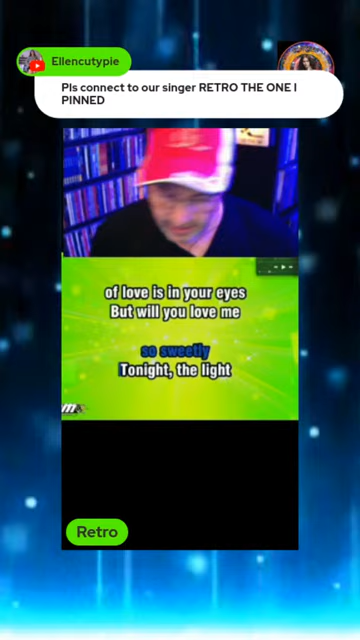 Ellencutypie
Pls connect to our singer RETRO THE ONE I
PINNED
of love is in your eyes
But will you love me
so sweetly
Tonight, the light
Retro